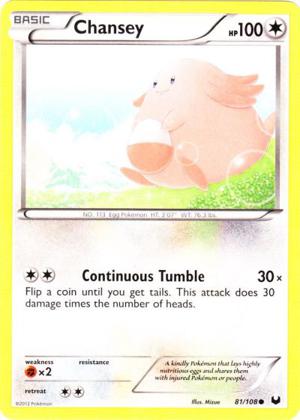 BASIC
Chansey
HP100
NO. 113 Egg Pokémon HT: 3'07" WT: 76.3 lbs.
Continuous Tumble 30×
Flip a coin until you get tails. This attack does 30
damage times the number of heads.
weakness resistance
×2
retreat
A kindly Pokémon that lays highly
nutritious eggs and shares them
with injured Pokémon or people.
©2012 Pokémon
Illus. Mizue
81/108